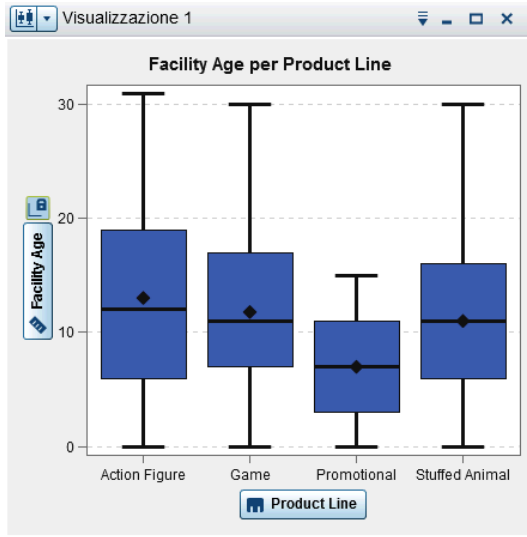 Visualizzazione 1
Facility Age per Product Line
30
20
10
0
Facility Age
Action Figure
Game
Promotional
Stuffed Animal
Product Line